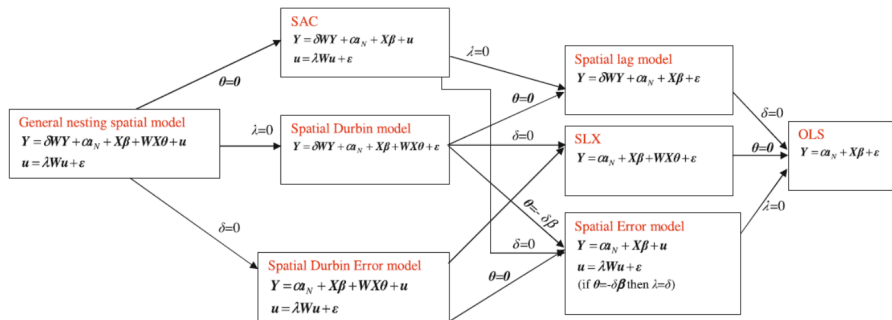 SAC
Y = δWY + αι_N + Xβ + u
u = λWu + ε
λ=0
θ=0
Spatial lag model
Y = δWY + αι_N + Xβ + ε
δ=0
General nesting spatial model
Y = δWY + αι_N + Xβ + WXθ + u
u = λWu + ε
λ=0
Spatial Durbin model
Y = δWY + αι_N + Xβ + WXθ + ε
θ=0
δ=0
θ=- δβ
SLX
Y = αι_N + Xβ + WXθ + ε
θ=0
OLS
Y = αι_N + Xβ + ε
δ=0
Spatial Durbin Error model
Y = αι_N + Xβ + WXθ + u
u = λWu + ε
δ=0
θ=0
Spatial Error model
Y = αι_N + Xβ + u
u = λWu + ε
(if θ=-δβ then λ=δ)
λ=0